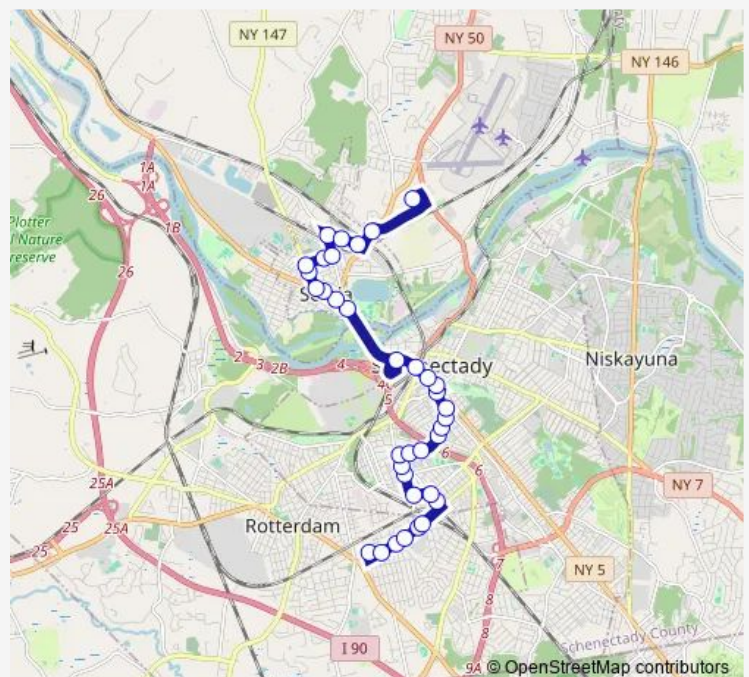 NY 147
NY 50
NY 146
1A
1A
26
1B
Plotter
Nature
reserve
26
S
ia
2
3
2B
4
S
ectady
4
5
Niskayuna
6
6
25A
25
25A
25
Rotterdam
NY 7
7
NY 5
8
8
I 90
9A
Schenectady County
© OpenStreetMap contributors